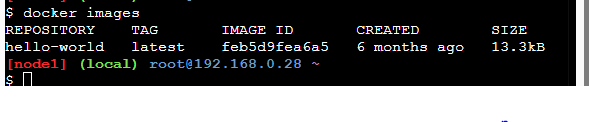 $ docker images
REPOSITORY TAG IMAGE ID CREATED SIZE
hello-world latest feb5d9fea6a5 6 months ago 13.3kB
[node1] (local) root@192.168.0.28 ~
$